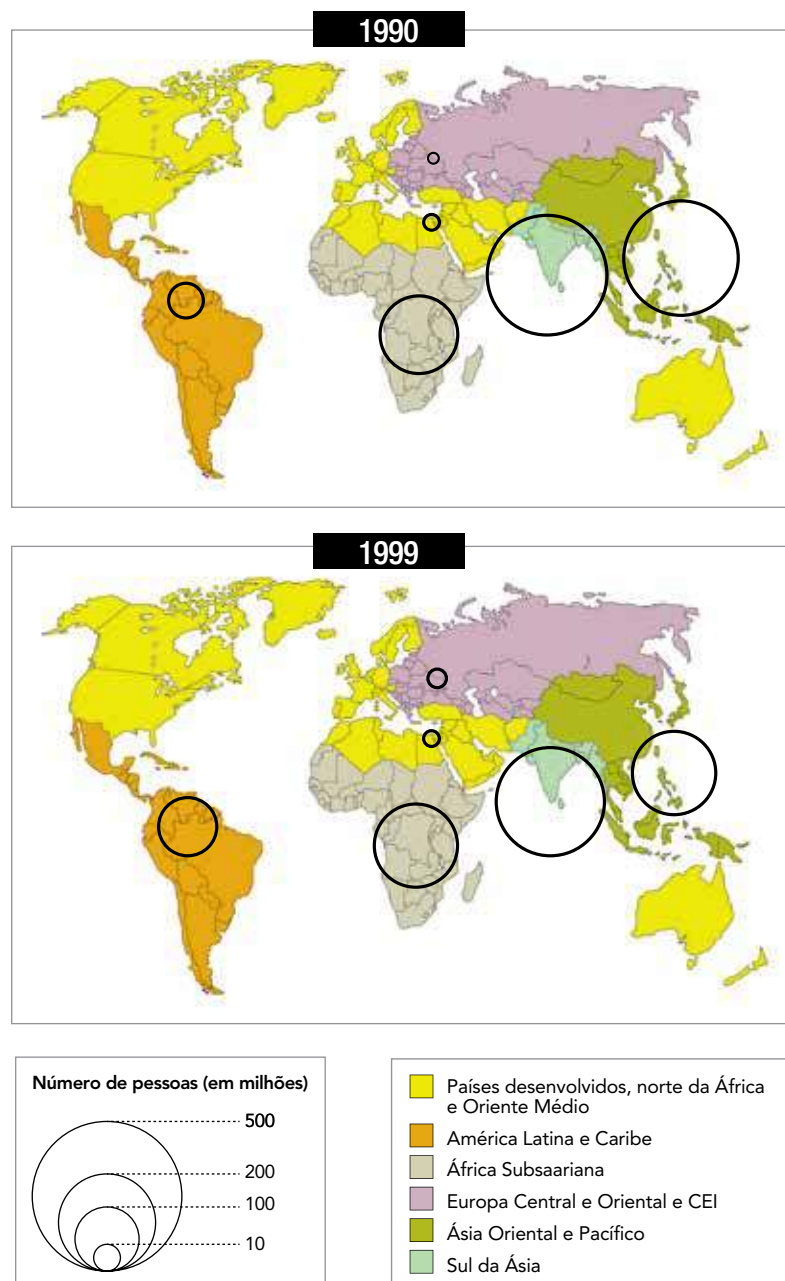 1990
1999
Número de pessoas (em milhões)
500
200
100
10
Países desenvolvidos, norte da África
e Oriente Médio
América Latina e Caribe
África Subsaariana
Europa Central e Oriental e CEI
Ásia Oriental e Pacífico
Sul da Ásia